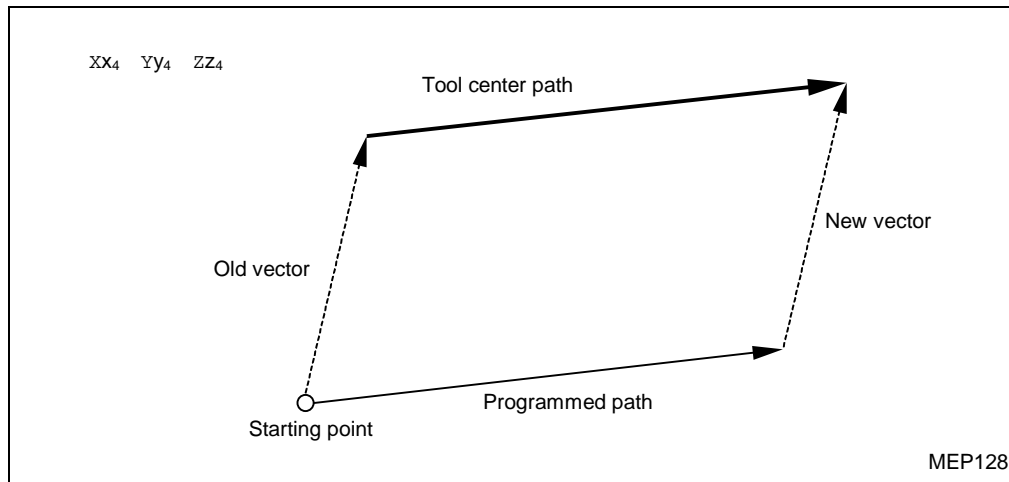 Xx₄ Yy₄ Zz₄
Tool center path
New vector
Old vector
Programmed path
Starting point
MEP128